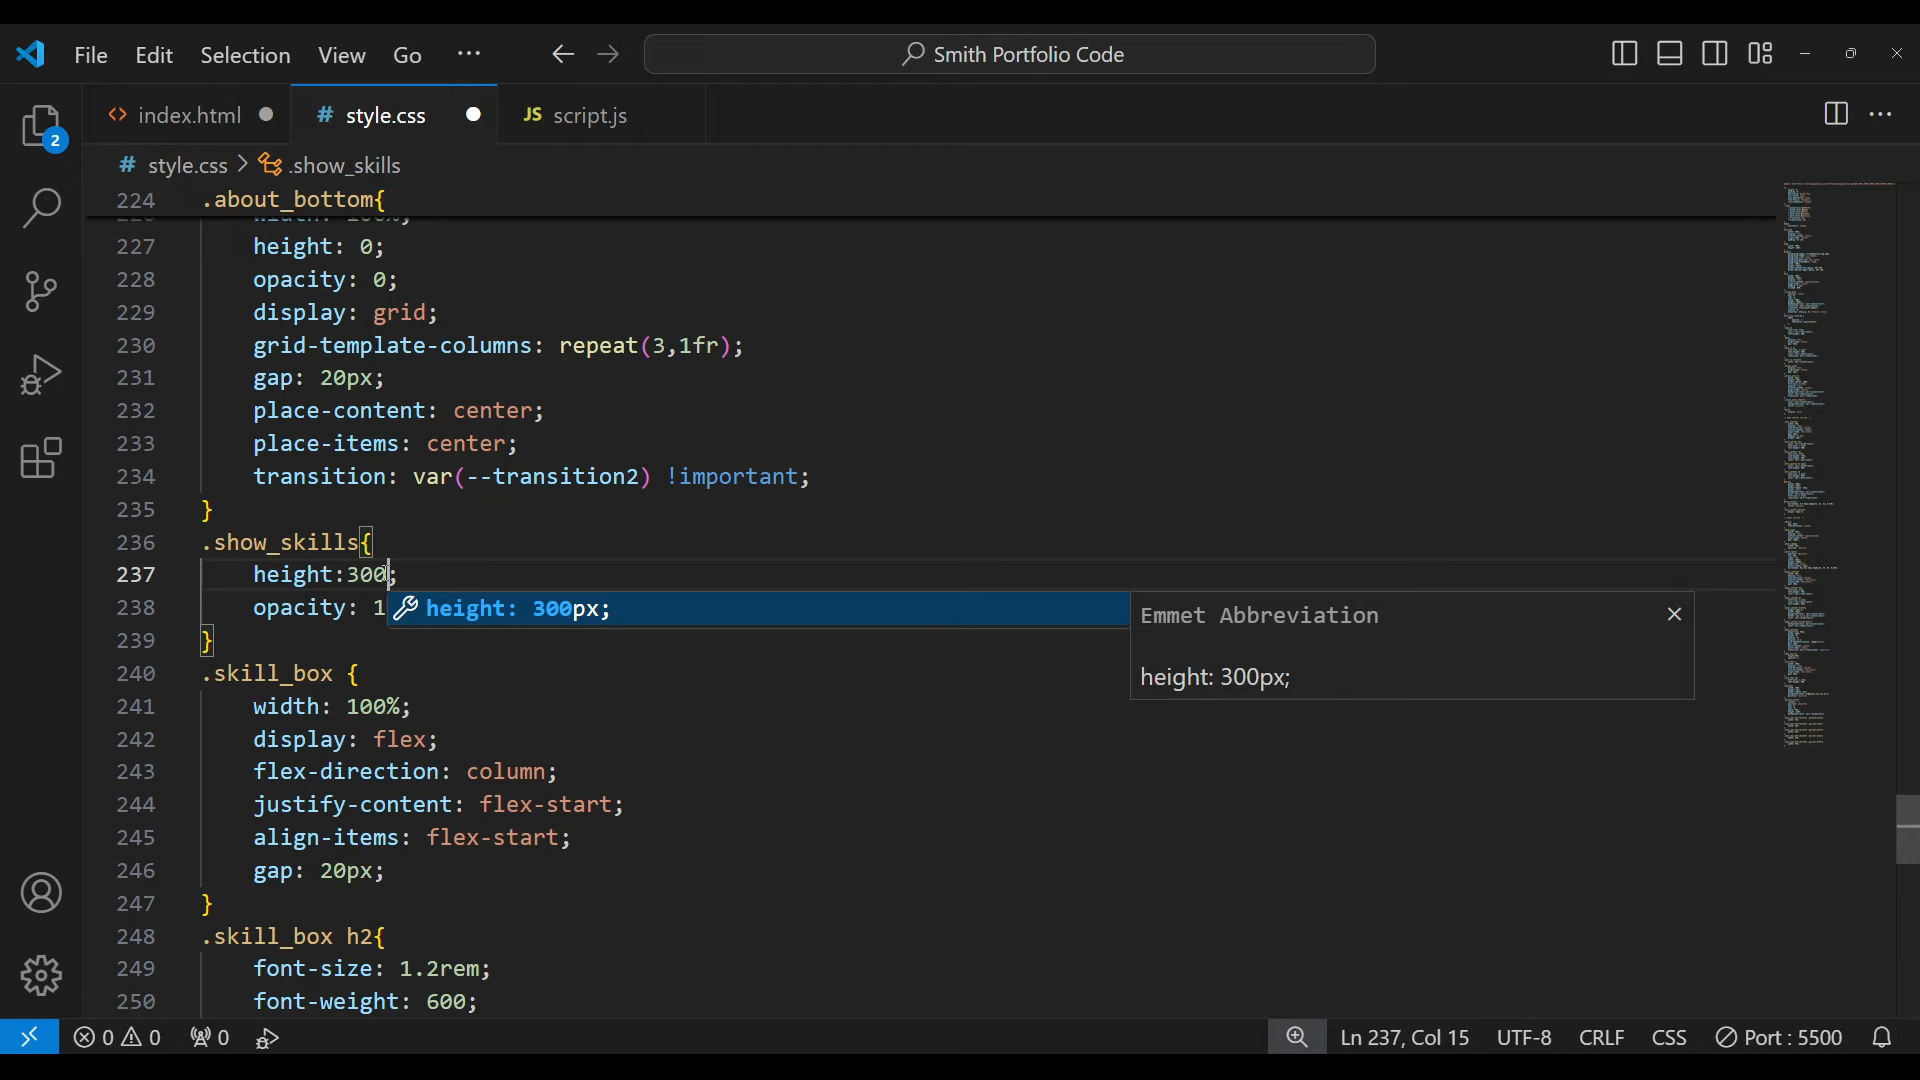 File Edit Selection View Go ···
Smith Portfolio Code
index.html
# style.css
JS script.js
# style.css > .show_skills
224 .about_bottom{
227 height: 0;
228 opacity: 0;
229 display: grid;
230 grid-template-columns: repeat(3,1fr);
231 gap: 20px;
232 place-content: center;
233 place-items: center;
234 transition: var(--transition2) !important;
235 }
236 .show_skills{
237 height:300;
238 opacity: 1
height: 300px;
Emmet Abbreviation
height: 300px;
239 }
240 .skill_box {
241 width: 100%;
242 display: flex;
243 flex-direction: column;
244 justify-content: flex-start;
245 align-items: flex-start;
246 gap: 20px;
247 }
248 .skill_box h2{
249 font-size: 1.2rem;
250 font-weight: 600;
2
0 0 0
Ln 237, Col 15 UTF-8 CRLF CSS Port : 5500